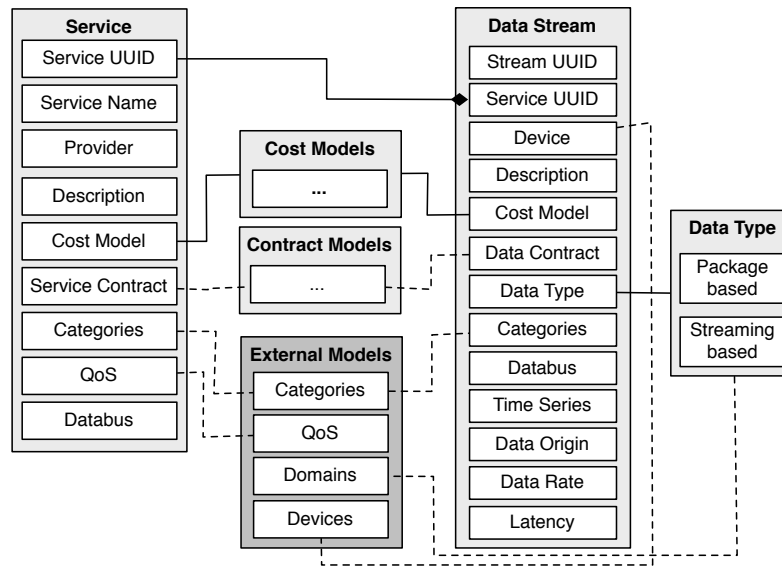 Service
Service UUID
Service Name
Provider
Description
Cost Model
Service Contract
Categories
QoS
Databus
Cost Models
...
Contract Models
...
External Models
Categories
QoS
Domains
Devices
Data Stream
Stream UUID
Service UUID
Device
Description
Cost Model
Data Contract
Data Type
Categories
Databus
Time Series
Data Origin
Data Rate
Latency
Data Type
Package
based
Streaming
based